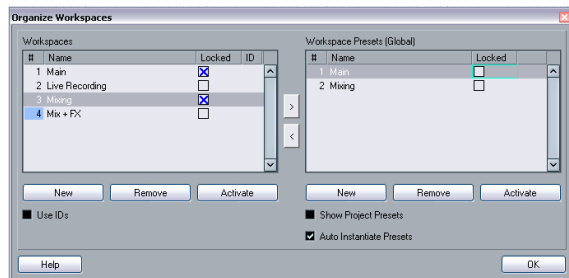 Organize Workspaces
Workspaces
# Name Locked ID
1 Main
2 Live Recording
3 Mixing
4 Mix + FX
New Remove Activate
Use IDs
Workspace Presets (Global)
# Name Locked
1 Main
2 Mixing
> 
<
New Remove Activate
Show Project Presets
Auto Instantiate Presets
Help
OK